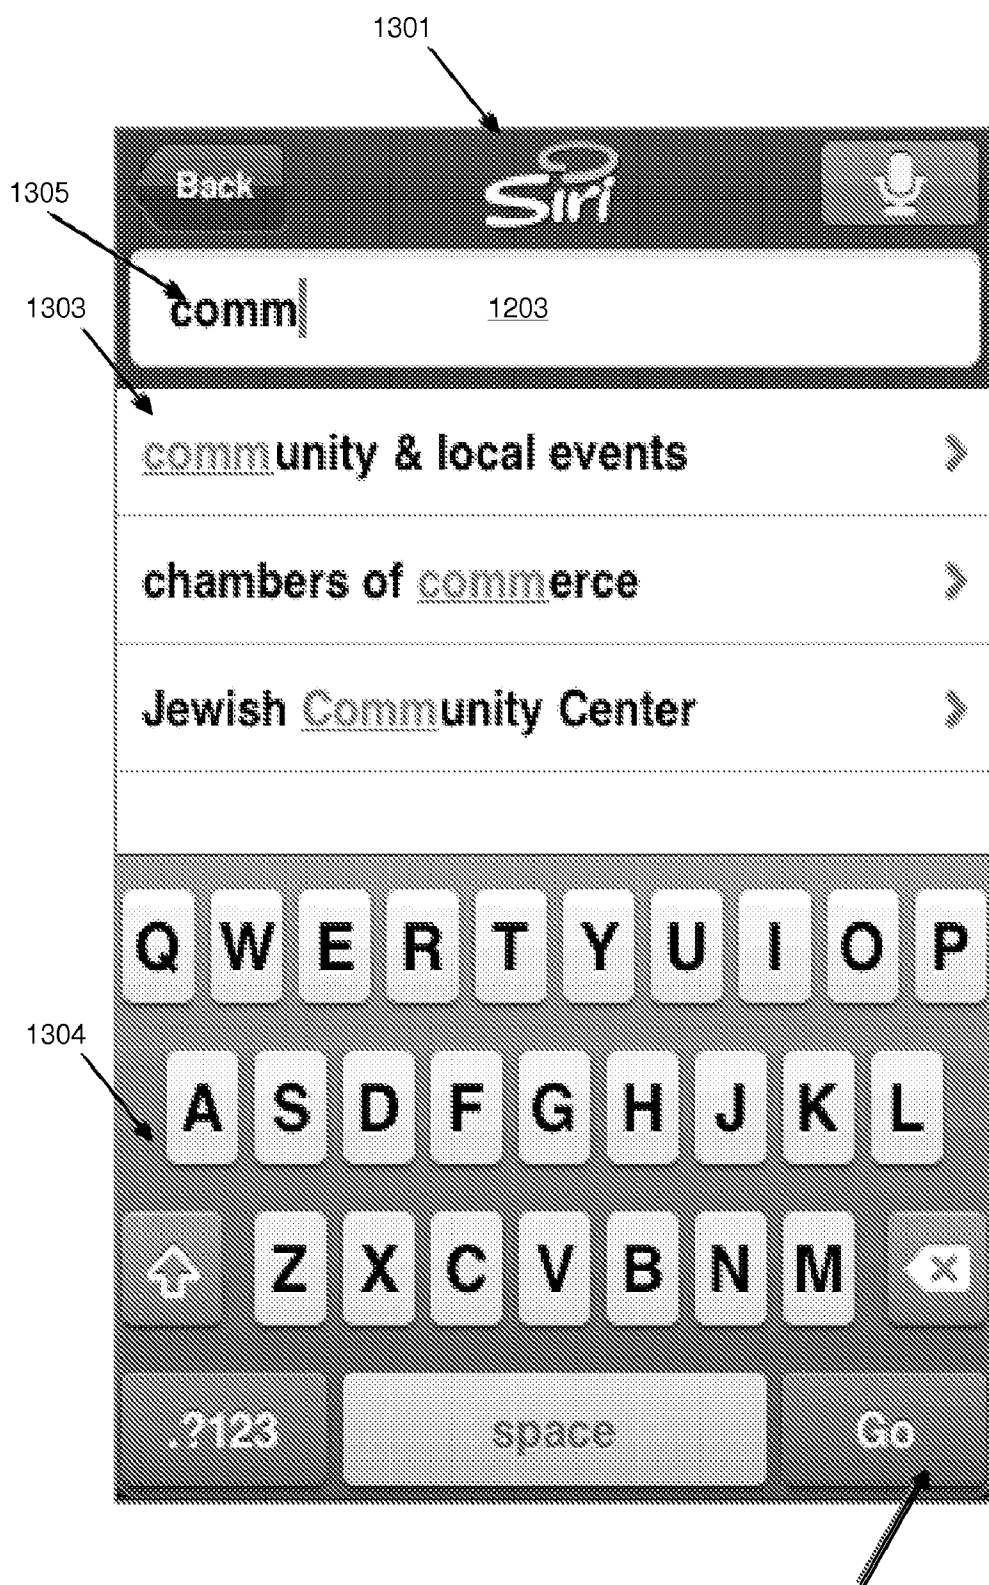 1301
Back
Siri
1305
comm
1203
1303
community & local events
chambers of commerce
Jewish Community Center
Q W E R T Y U I O P
1304
A S D F G H J K L
Z X C V B N M
.?123 space Go